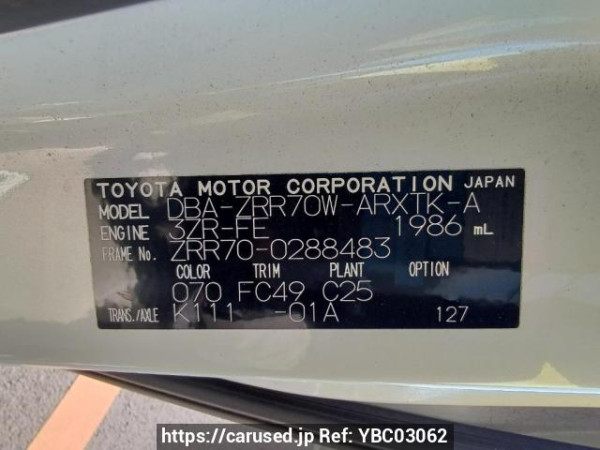 TOYOTA MOTOR CORPORATION JAPAN
MODEL DBA-ZRR70W-ARXTK-A
ENGINE 3ZR-FE 1986 mL
FRAME No. ZRR70-0288483
COLOR TRIM PLANT OPTION
070 FC49 C25
TRANS./AXLE K111 -01A 127
https://carused.jp Ref: YBC03062